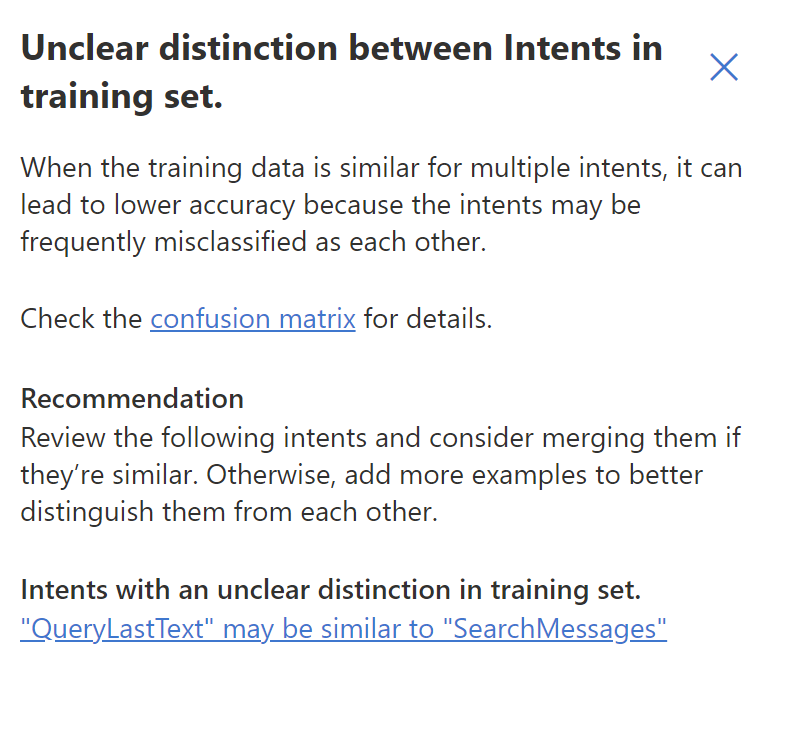 Unclear distinction between Intents in
training set.
When the training data is similar for multiple intents, it can
lead to lower accuracy because the intents may be
frequently misclassified as each other.
Check the confusion matrix for details.
Recommendation
Review the following intents and consider merging them if
they’re similar. Otherwise, add more examples to better
distinguish them from each other.
Intents with an unclear distinction in training set.
"QueryLastText" may be similar to "SearchMessages"